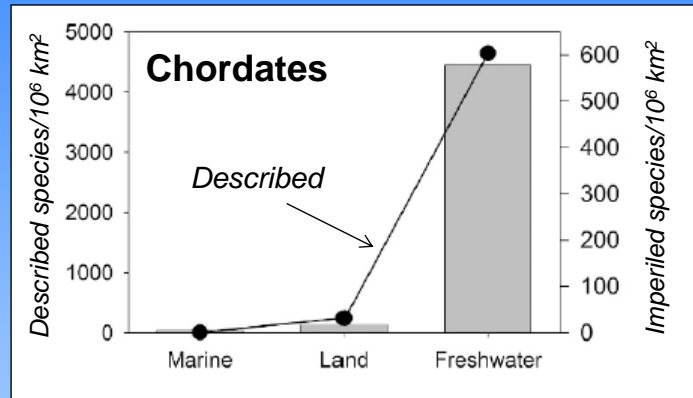 Chordates
Described species/10⁶ km²
5000
4000
3000
2000
1000
0
Described
600
500
400
300
200
100
0
Imperiled species/10⁶ km²
Marine Land Freshwater